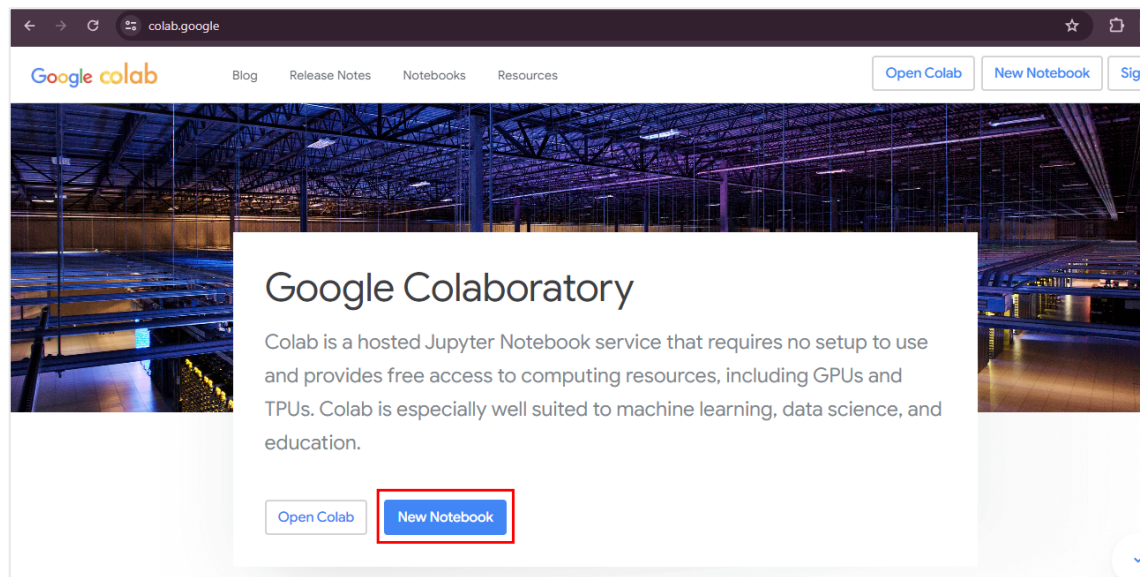 colab.google
Google colab
Blog Release Notes Notebooks Resources
Open Colab New Notebook Sig
Google Colaboratory
Colab is a hosted Jupyter Notebook service that requires no setup to use
and provides free access to computing resources, including GPUs and
TPUs. Colab is especially well suited to machine learning, data science, and
education.
Open Colab New Notebook